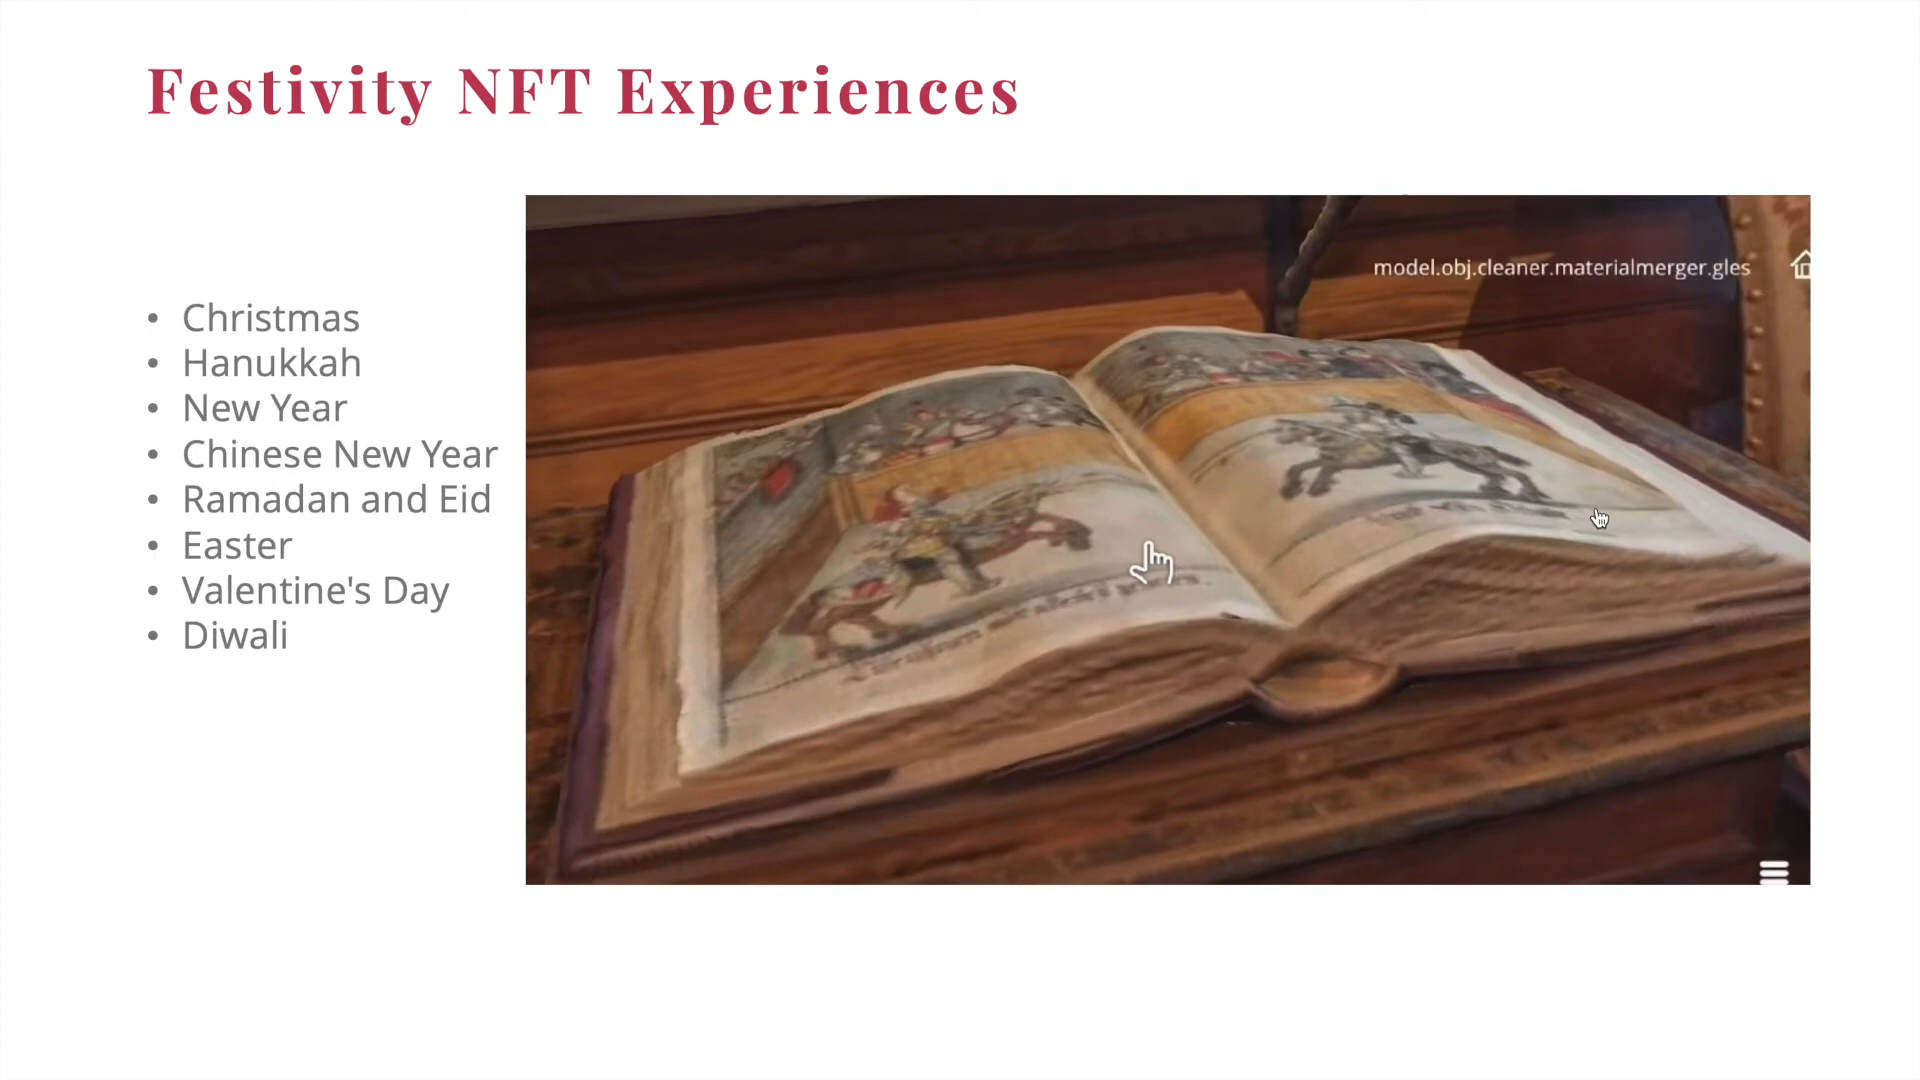 Festivity NFT Experiences
• Christmas
• Hanukkah
• New Year
• Chinese New Year
• Ramadan and Eid
• Easter
• Valentine's Day
• Diwali
model.obj.cleaner.materialmerger.gles